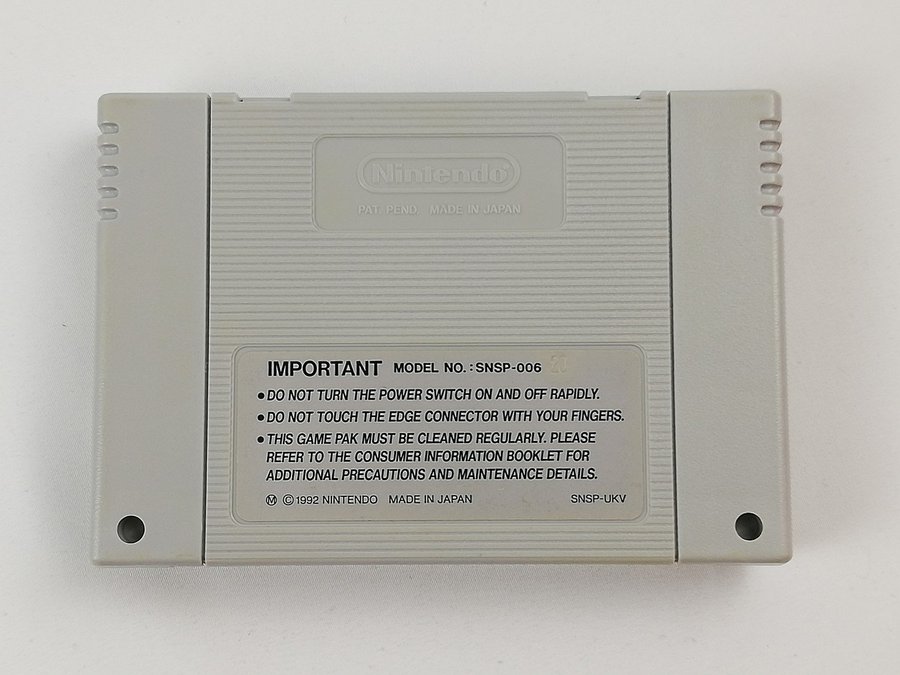 Nintendo
PAT. PEND. MADE IN JAPAN
IMPORTANT MODEL NO.:SNSP-006 20
•DO NOT TURN THE POWER SWITCH ON AND OFF RAPIDLY.
•DO NOT TOUCH THE EDGE CONNECTOR WITH YOUR FINGERS.
•THIS GAME PAK MUST BE CLEANED REGULARLY. PLEASE
REFER TO THE CONSUMER INFORMATION BOOKLET FOR
ADDITIONAL PRECAUTIONS AND MAINTENANCE DETAILS.
Ⓜ ©1992 NINTENDO MADE IN JAPAN SNSP-UKV